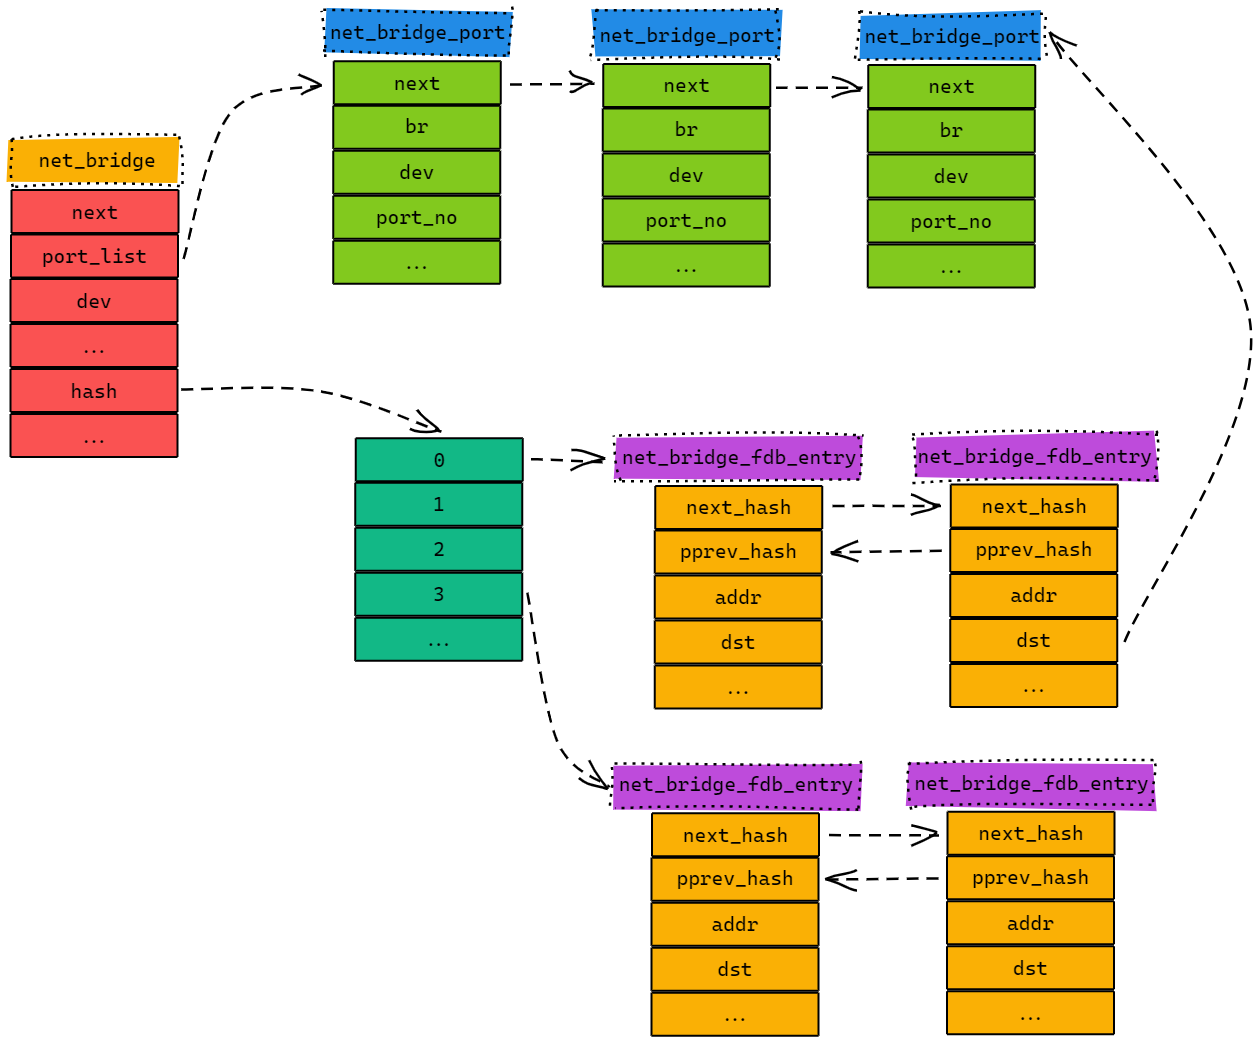 net_bridge
next
port_list
dev
...
hash
...
net_bridge_port
next
br
dev
port_no
...
net_bridge_port
next
br
dev
port_no
...
net_bridge_port
next
br
dev
port_no
...
0
1
2
3
...
net_bridge_fdb_entry
next_hash
pprev_hash
addr
dst
...
net_bridge_fdb_entry
next_hash
pprev_hash
addr
dst
...
net_bridge_fdb_entry
next_hash
pprev_hash
addr
dst
...
net_bridge_fdb_entry
next_hash
pprev_hash
addr
dst
...